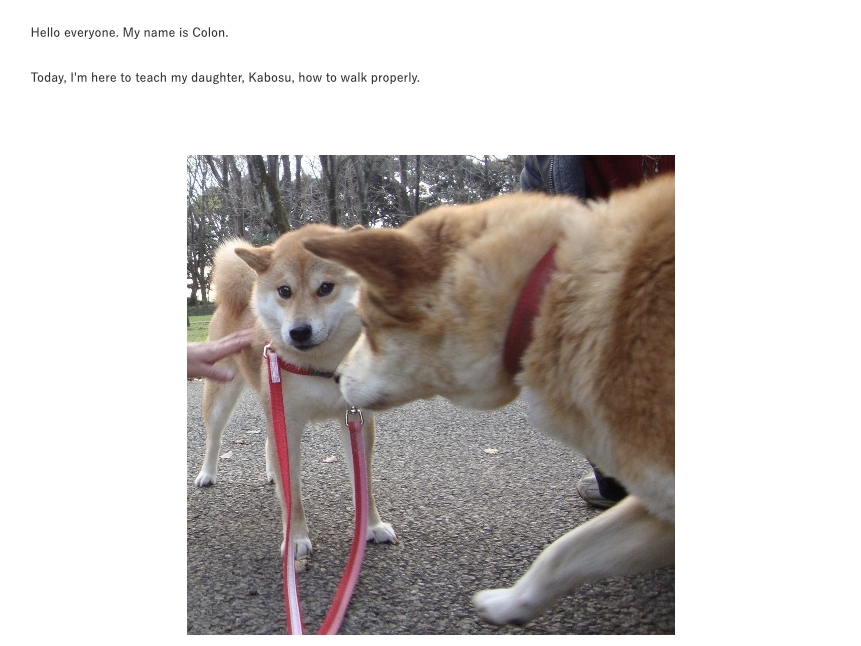 Hello everyone. My name is Colon.
Today, I'm here to teach my daughter, Kabosu, how to walk properly.